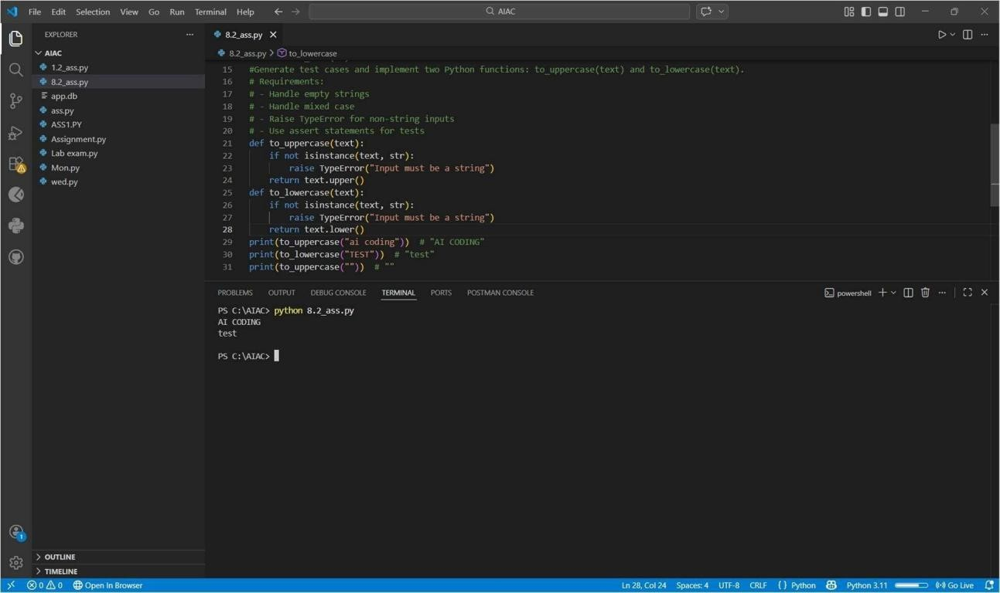 File Edit Selection View Go Run Terminal Help
AIAC
EXPLORER
AIAC
1.2_ass.py
8.2_ass.py
app.db
ass.py
ASS1.PY
Assignment.py
Lab exam.py
Mon.py
wed.py
OUTLINE
TIMELINE
8.2_ass.py
8.2_ass.py > to_lowercase
15 #Generate test cases and implement two Python functions: to_uppercase(text) and to_lowercase(text).
16 # Requirements:
17 # - Handle empty strings
18 # - Handle mixed case
19 # - Raise TypeError for non-string inputs
20 # - Use assert statements for tests
21 def to_uppercase(text):
22     if not isinstance(text, str):
23         raise TypeError("Input must be a string")
24     return text.upper()
25 def to_lowercase(text):
26     if not isinstance(text, str):
27         raise TypeError("Input must be a string")
28     return text.lower()
29 print(to_uppercase("ai coding"))  # "AI CODING"
30 print(to_lowercase("TEST"))  # "test"
31 print(to_uppercase(""))  # ""
PROBLEMS OUTPUT DEBUG CONSOLE TERMINAL PORTS POSTMAN CONSOLE
powershell
PS C:\AIAC> python 8.2_ass.py
AI CODING
test
PS C:\AIAC>
1
0 0 Open In Browser
Ln 28, Col 24 Spaces: 4 UTF-8 CRLF { } Python Python 3.11 Go Live